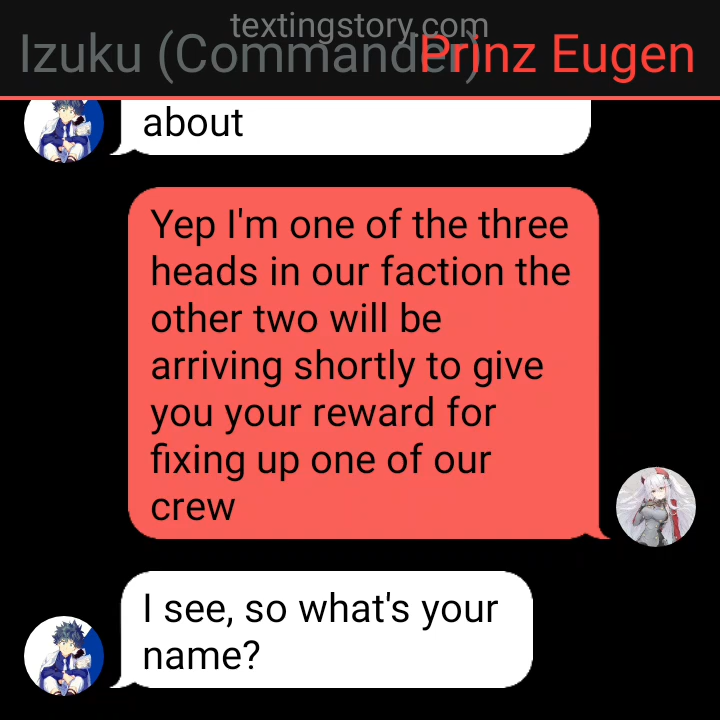 textingstory.com
Izuku (Commander)
Prinz Eugen
about
Yep I'm one of the three
heads in our faction the
other two will be
arriving shortly to give
you your reward for
fixing up one of our
crew
I see, so what's your
name?